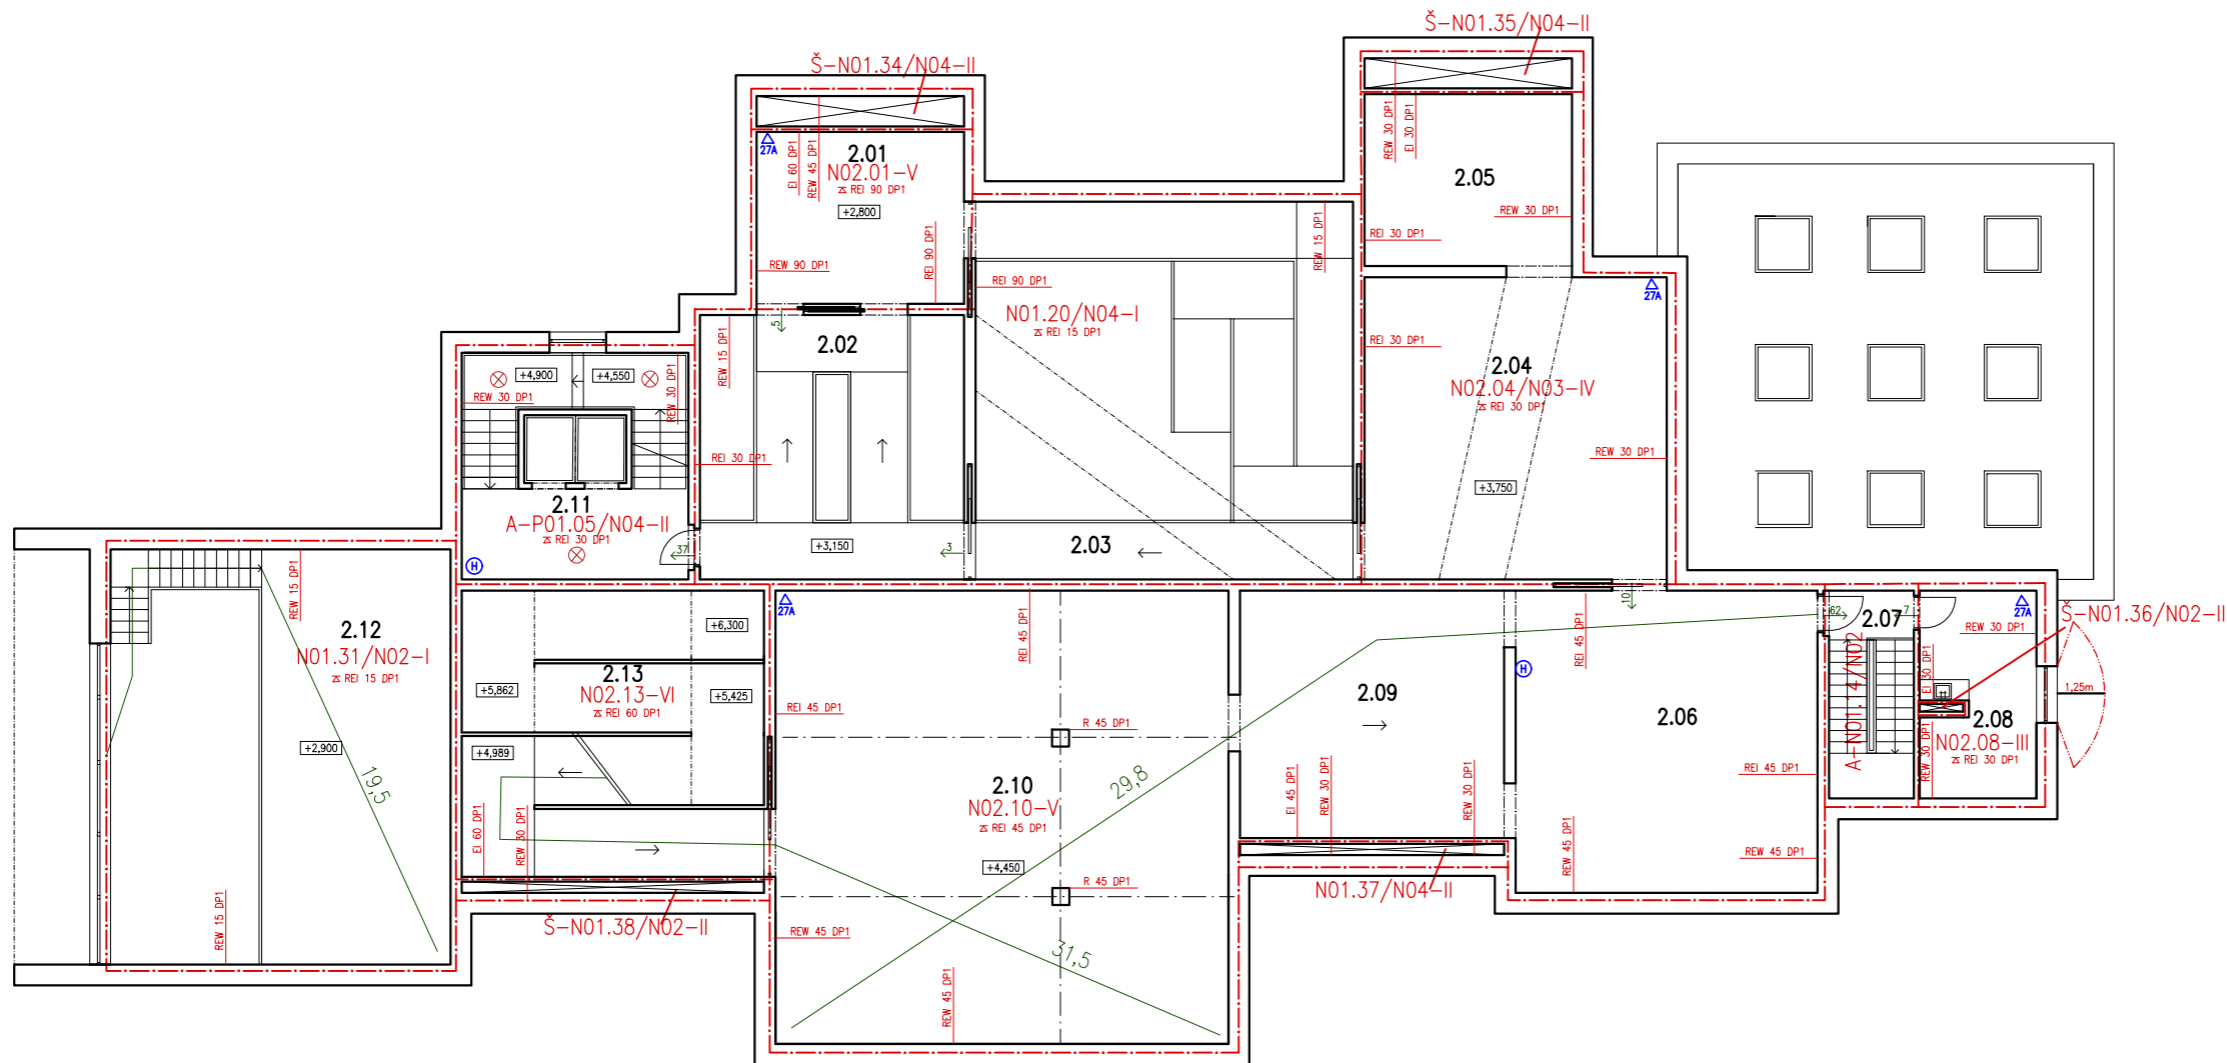 Š-N01.35/N04-II
Š-N01.34/N04-II
REW 30 DP1
EI 30 DP1
27A
EI 60 DP1
REW 45 DP1
2.01
N02.01-V
REI 90 DP1
+2,800
REW 90 DP1
REI 90 DP1
2.05
REW 30 DP1
REI 30 DP1
REW 15 DP1
REI 90 DP1
N01.20/N04-I
REI 15 DP1
27A
5
2.02
REW 15 DP1
REI 30 DP1
2.04
N02.04/N03-IV
REI 30 DP1
+4,900
+4,550
REW 30 DP1
REW 30 DP1
REI 30 DP1
REW 30 DP1
+3,750
2.11
A-P01.05/N04-II
REI 30 DP1
H
37
+3,150
3
2.03
REW 15 DP1
2.12
N01.31/N02-I
REI 15 DP1
+2,900
19,5
REW 15 DP1
+6,300
2.13
N02.13-VI
REI 60 DP1
+5,862
+5,425
+4,989
EI 60 DP1
REW 30 DP1
Š-N01.38/N02-II
27A
REI 45 DP1
REI 45 DP1
R 45 DP1
2.10
N02.10-V
REI 45 DP1
+4,450
R 45 DP1
REW 45 DP1
REW 45 DP1
29,8
31,5
2.09
EI 45 DP1
REW 30 DP1
REW 30 DP1
N01.37/N04-II
10
REI 45 DP1
H
2.06
REI 45 DP1
REW 45 DP1
REW 45 DP1
62
2.07
7
A-N01.14/N02
27A
REW 30 DP1
Š-N01.36/N02-II
EI 30 DP1
1,25m
2.08
N02.08-III
REI 30 DP1
REW 30 DP1